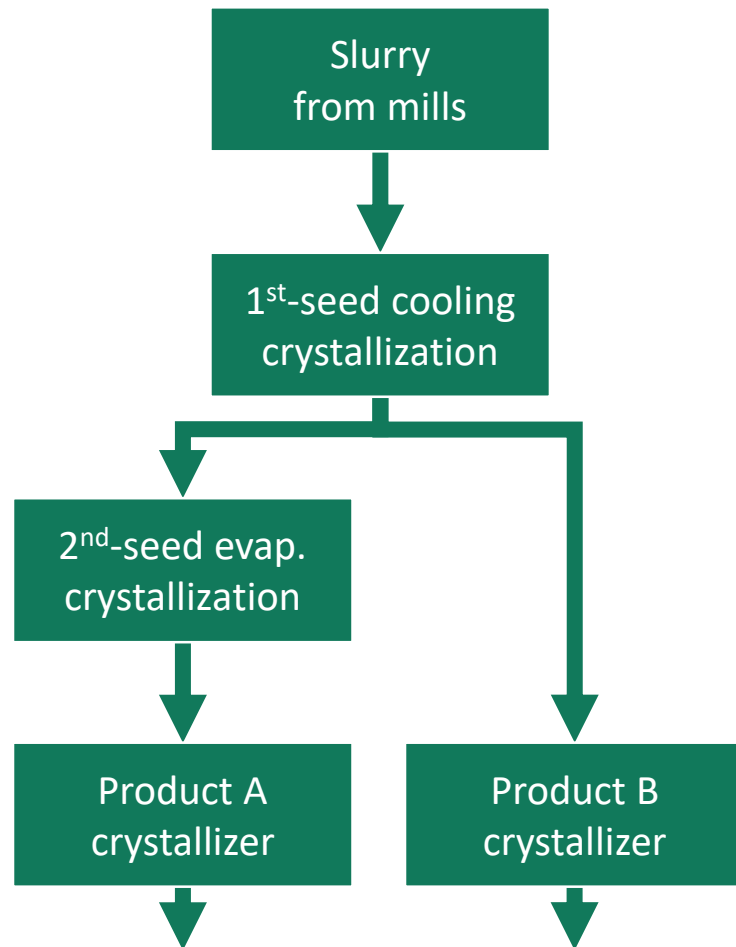 Slurry
from mills
1st-seed cooling
crystallization
2nd-seed evap.
crystallization
Product A
crystallizer
Product B
crystallizer